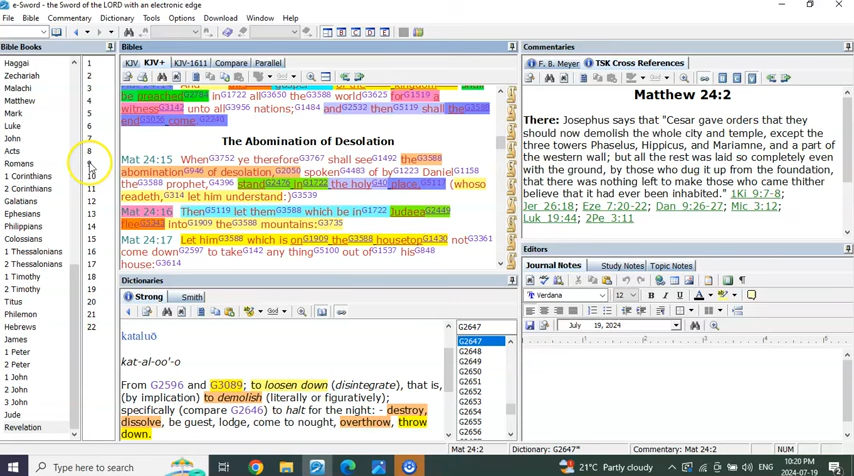 e-Sword - the Sword of the LORD with an electronic edge
File Bible Commentary Dictionary Tools Options Download Window Help
B C D E
Bible Books
Haggai
Zechariah
Malachi
Matthew
Mark
Luke
John
Acts
Romans
1 Corinthians
2 Corinthians
Galatians
Ephesians
Philippians
Colossians
1 Thessalonians
2 Thessalonians
1 Timothy
2 Timothy
Titus
Philemon
Hebrews
James
1 Peter
2 Peter
1 John
2 John
3 John
Jude
Revelation
1
2
3
4
5
6
7
8
10
11
12
13
14
15
16
17
18
19
20
21
22
Bibles
KJV KJV+ KJV-1611 Compare Parallel
be preached G2784 in G1722 all G3650 the G3588 world G3625 for G1519 a
witness G3142 unto all G3956 nations; G1484 and G2532 then G5119 shall the G3588
end G5056 come. G2240
The Abomination of Desolation
Mat 24:15 When G3752 ye therefore G3767 shall see G1492 the G3588
abomination G946 of desolation, G2050 spoken G4483 of by G1223 Daniel G1158
the G3588 prophet, G4396 stand G2476 in G1722 the holy G40 place, G5117 (whoso
readeth, G314 let him understand:) G3539
Mat 24:16 Then G5119 let them G3588 which be in G1722 Judaea G2449
flee G5343 into G1909 the G3588 mountains: G3735
Mat 24:17 Let him G3588 which is on G1909 the G3588 housetop G1430 not G3361
come down G2597 to take G142 any thing G5100 out of G1537 his G848
house: G3614
Dictionaries
Strong Smith
God
kataluō
kat-al-oo'-o
From G2596 and G3089; to loosen down (disintegrate), that is,
(by implication) to demolish (literally or figuratively);
specifically (compare G2646) to halt for the night: - destroy,
dissolve, be guest, lodge, come to nought, overthrow, throw
down.
G2647
G2647
G2648
G2649
G2650
G2651
G2652
G2653
G2654
G2655
Commentaries
F. B. Meyer TSK Cross References
Matthew 24:2
There: Josephus says that "Cesar gave orders that they
should now demolish the whole city and temple, except the
three towers Phaselus, Hippicus, and Mariamne, and a part of
the western wall; but all the rest was laid so completely even
with the ground, by those who dug it up from the foundation,
that there was nothing left to make those who came thither
believe that it had ever been inhabited." 1Ki 9:7-8;
Jer 26:18; Eze 7:20-22; Dan 9:26-27; Mic 3:12;
Luk 19:44; 2Pe 3:11
Editors
Journal Notes Study Notes Topic Notes
Verdana 12 B I U A
July 19, 2024
Mat 24:2 Dictionary: G2647* Commentary: Mat 24:2 NUM
Type here to search
21°C Partly cloudy
10:20 PM
2024-07-19